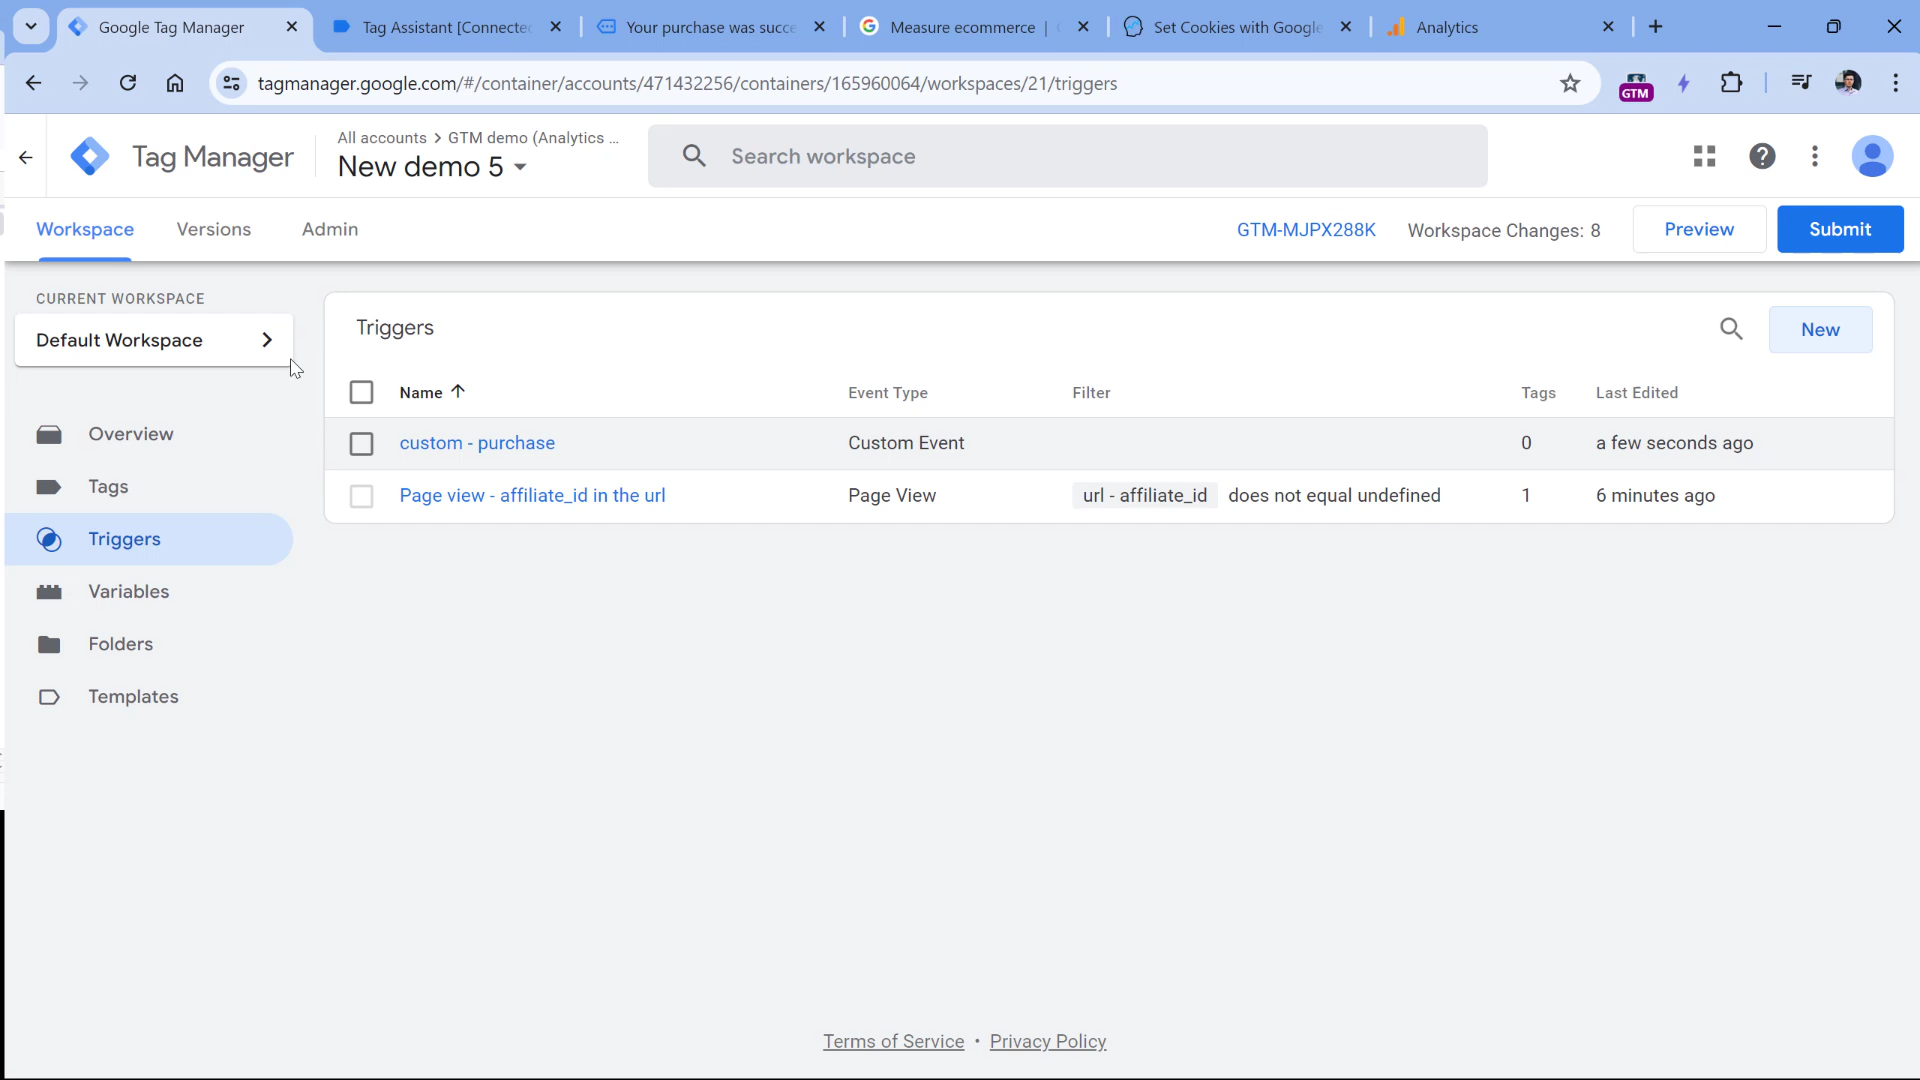 Google Tag Manager
Tag Assistant [Connected
Your purchase was succe
Measure ecommerce |
Set Cookies with Google
Analytics
tagmanager.google.com/#/container/accounts/471432256/containers/165960064/workspaces/21/triggers
GTM
Tag Manager
All accounts > GTM demo (Analytics ...
New demo 5
Search workspace
Workspace
Versions
Admin
GTM-MJPX288K
Workspace Changes: 8
Preview
Submit
CURRENT WORKSPACE
Default Workspace
Overview
Tags
Triggers
Variables
Folders
Templates
Triggers
New
Name Event Type Filter Tags Last Edited
custom - purchase Custom Event 0 a few seconds ago
Page view - affiliate_id in the url Page View url - affiliate_id does not equal undefined 1 6 minutes ago
Terms of Service • Privacy Policy